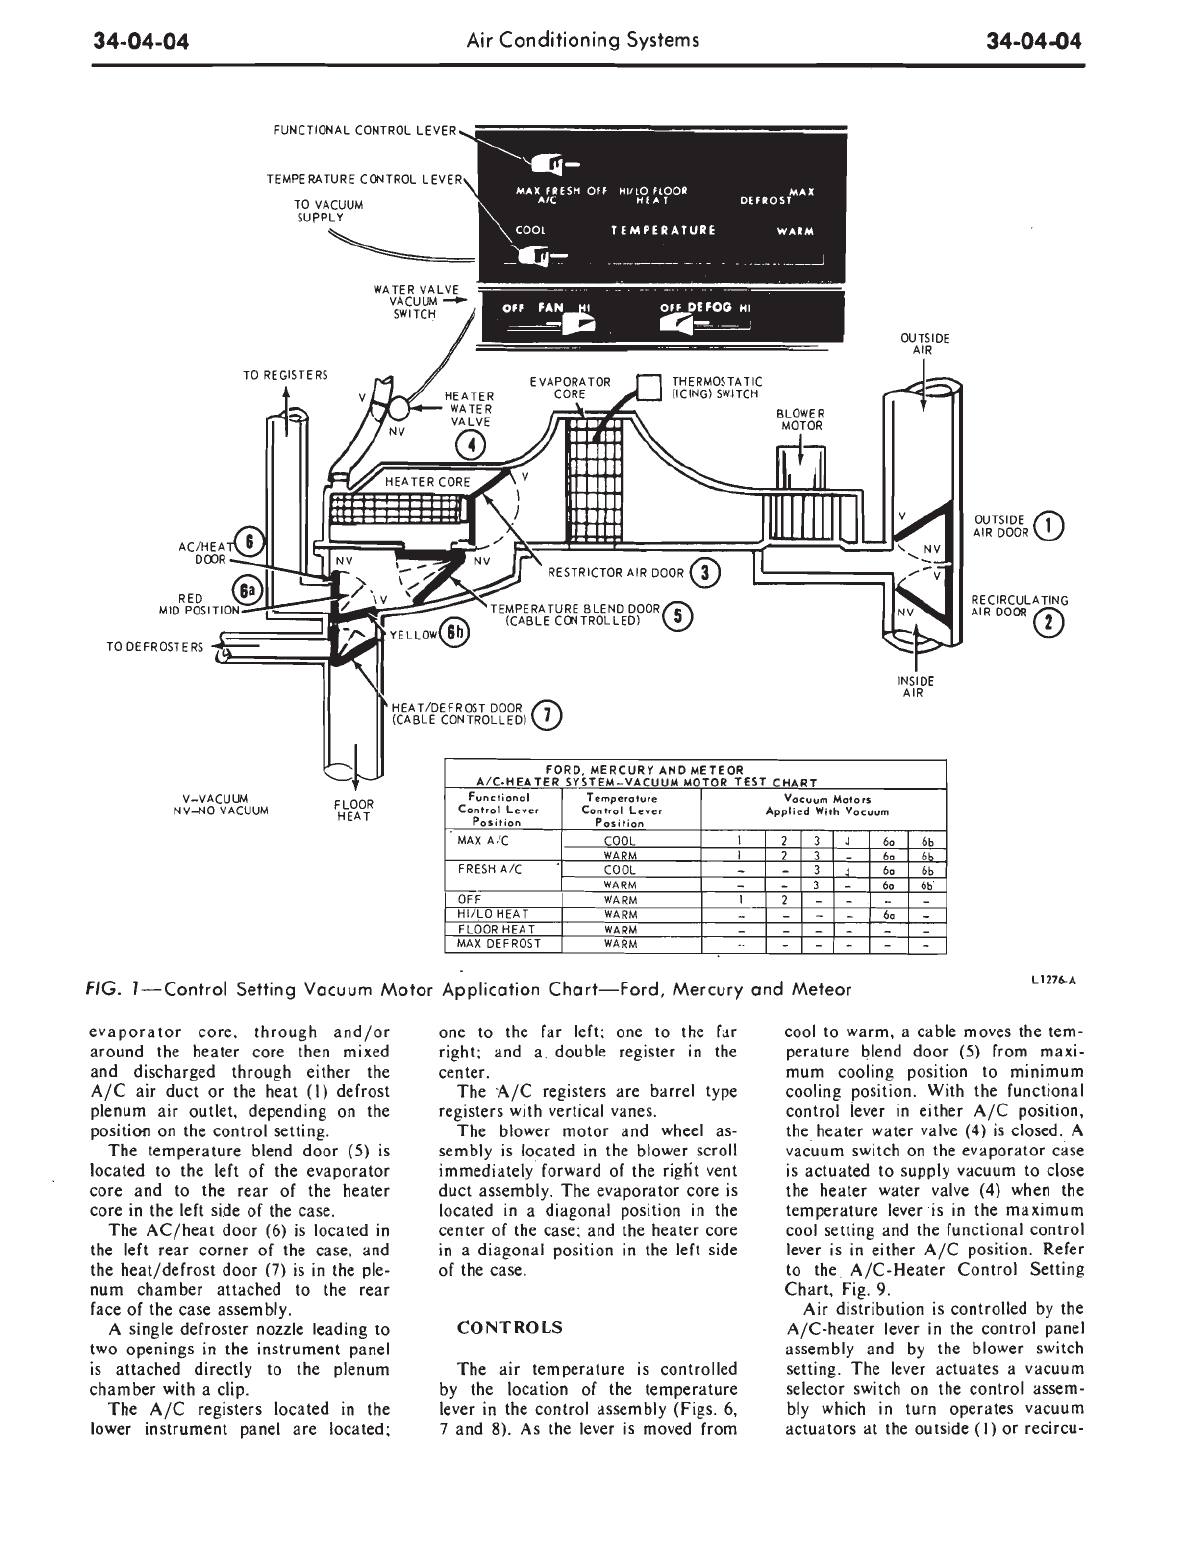 34-04-04
Air Conditioning Systems
34-04-04
FUNCTIONAL CONTROL LEVER
TEMPERATURE CONTROL LEVER
TO VACUUM
SUPPLY
MAX FRESH OFF HI/LO FLOOR MAX
A/C HEAT DEFROST
COOL TEMPERATURE WARM
WATER VALVE
VACUUM
SWITCH
OFF FAN HI OFF DEFOG HI
OUTSIDE
AIR
TO REGISTERS
V
NV
HEATER
WATER
VALVE
4
EVAPORATOR
CORE
THERMOSTATIC
(ICING) SWITCH
BLOWER
MOTOR
HEATER CORE
V
V
NV
OUTSIDE
AIR DOOR
1
AC/HEAT
DOOR
6
NV
NV
RESTRICTOR AIR DOOR
3
V
RED
MID POSITION
6a
V
TEMPERATURE BLEND DOOR
(CABLE CONTROLLED)
5
NV
RECIRCULATING
AIR DOOR
2
YELLOW
6b
TO DEFROSTERS
INSIDE
AIR
HEAT/DEFROST DOOR
(CABLE CONTROLLED)
7
V-VACUUM
NV-NO VACUUM
FLOOR
HEAT
FORD, MERCURY AND METEOR
A/C-HEATER SYSTEM-VACUUM MOTOR TEST CHART
Functional
Control Lever
Position
Temperature
Control Lever
Position
Vacuum Motors
Applied With Vacuum
MAX A/C COOL 1 2 3 4 6a 6b
WARM 1 2 3 - 6a 6b
FRESH A/C COOL - - 3 4 6a 6b
WARM - - 3 - 6a 6b
OFF WARM 1 2 - - - -
HI/LO HEAT WARM - - - - 6a -
FLOOR HEAT WARM - - - - - -
MAX DEFROST WARM - - - - - -
L1276-A
FIG. 1—Control Setting Vacuum Motor Application Chart—Ford, Mercury and Meteor
evaporator core, through and/or
around the heater core then mixed
and discharged through either the
A/C air duct or the heat (1) defrost
plenum air outlet, depending on the
position on the control setting.
The temperature blend door (5) is
located to the left of the evaporator
core and to the rear of the heater
core in the left side of the case.
The AC/heat door (6) is located in
the left rear corner of the case, and
the heat/defrost door (7) is in the ple-
num chamber attached to the rear
face of the case assembly.
A single defroster nozzle leading to
two openings in the instrument panel
is attached directly to the plenum
chamber with a clip.
The A/C registers located in the
lower instrument panel are located;
one to the far left; one to the far
right; and a double register in the
center.
The A/C registers are barrel type
registers with vertical vanes.
The blower motor and wheel as-
sembly is located in the blower scroll
immediately forward of the right vent
duct assembly. The evaporator core is
located in a diagonal position in the
center of the case; and the heater core
in a diagonal position in the left side
of the case.
CONTROLS
The air temperature is controlled
by the location of the temperature
lever in the control assembly (Figs. 6,
7 and 8). As the lever is moved from
cool to warm, a cable moves the tem-
perature blend door (5) from maxi-
mum cooling position to minimum
cooling position. With the functional
control lever in either A/C position,
the heater water valve (4) is closed. A
vacuum switch on the evaporator case
is actuated to supply vacuum to close
the heater water valve (4) when the
temperature lever is in the maximum
cool setting and the functional control
lever is in either A/C position. Refer
to the A/C-Heater Control Setting
Chart, Fig. 9.
Air distribution is controlled by the
A/C-heater lever in the control panel
assembly and by the blower switch
setting. The lever actuates a vacuum
selector switch on the control assem-
bly which in turn operates vacuum
actuators at the outside (1) or recircu-